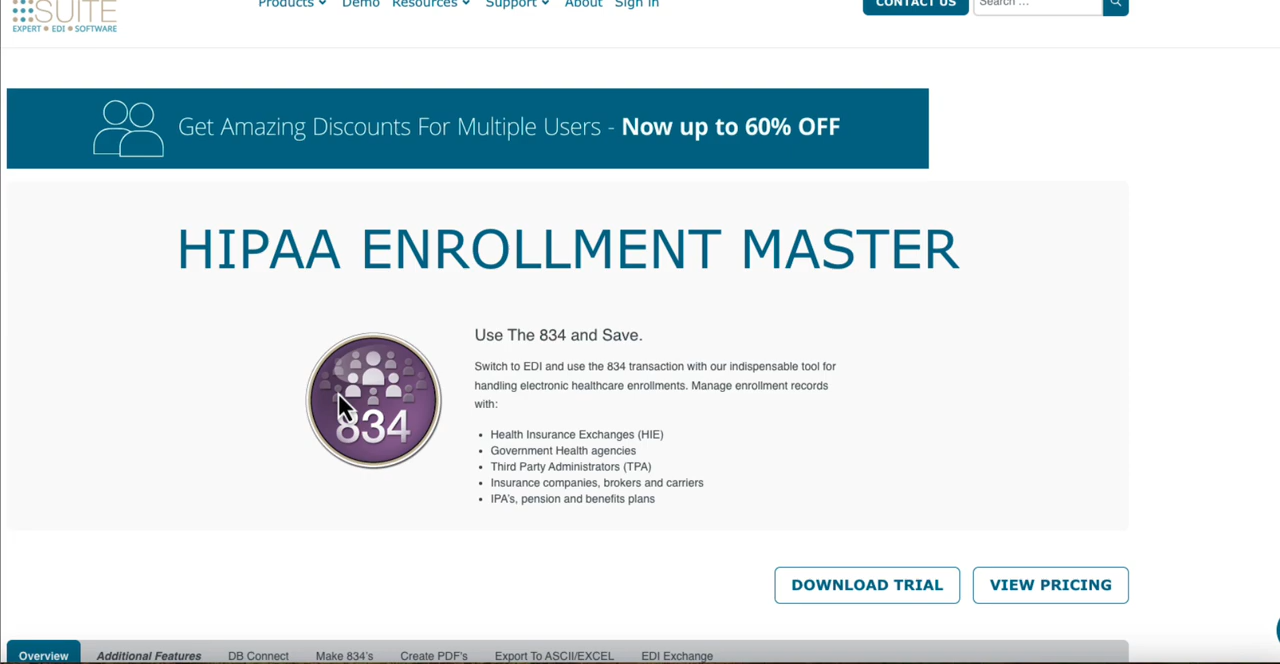 SUITE
EXPERT • EDI • SOFTWARE
Products Demo Resources Support About Sign In
CONTACT US
Search ...
Get Amazing Discounts For Multiple Users - Now up to 60% OFF
HIPAA ENROLLMENT MASTER
834
Use The 834 and Save.
Switch to EDI and use the 834 transaction with our indispensable tool for
handling electronic healthcare enrollments. Manage enrollment records
with:
• Health Insurance Exchanges (HIE)
• Government Health agencies
• Third Party Administrators (TPA)
• Insurance companies, brokers and carriers
• IPA's, pension and benefits plans
DOWNLOAD TRIAL
VIEW PRICING
Overview Additional Features DB Connect Make 834's Create PDF's Export To ASCII/EXCEL EDI Exchange